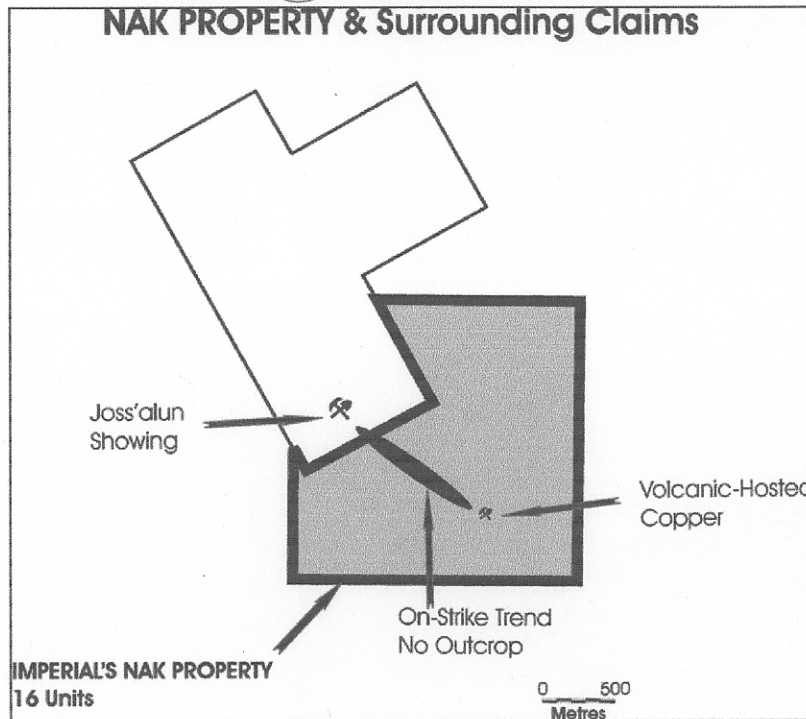 NAK PROPERTY & Surrounding Claims
Joss'alun
Showing
Volcanic-Hosted
Copper
On-Strike Trend
No Outcrop
IMPERIAL'S NAK PROPERTY
16 Units
0 500
Metres